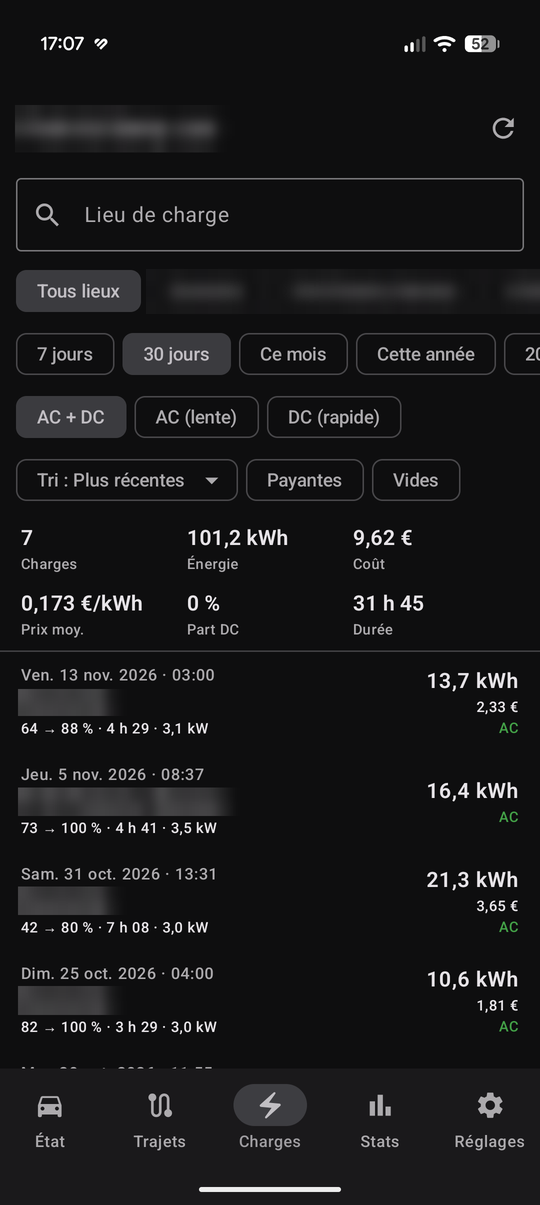 17:07
52
Lieu de charge
Tous lieux
7 jours 30 jours Ce mois Cette année 20
AC + DC AC (lente) DC (rapide)
Tri : Plus récentes Payantes Vides
7 101,2 kWh 9,62 €
Charges Énergie Coût
0,173 €/kWh 0 % 31 h 45
Prix moy. Part DC Durée
Ven. 13 nov. 2026 · 03:00
13,7 kWh
2,33 €
64 → 88 % · 4 h 29 · 3,1 kW
AC
Jeu. 5 nov. 2026 · 08:37
16,4 kWh
73 → 100 % · 4 h 41 · 3,5 kW
AC
Sam. 31 oct. 2026 · 13:31
21,3 kWh
3,65 €
42 → 80 % · 7 h 08 · 3,0 kW
AC
Dim. 25 oct. 2026 · 04:00
10,6 kWh
1,81 €
82 → 100 % · 3 h 29 · 3,0 kW
AC
État Trajets Charges Stats Réglages